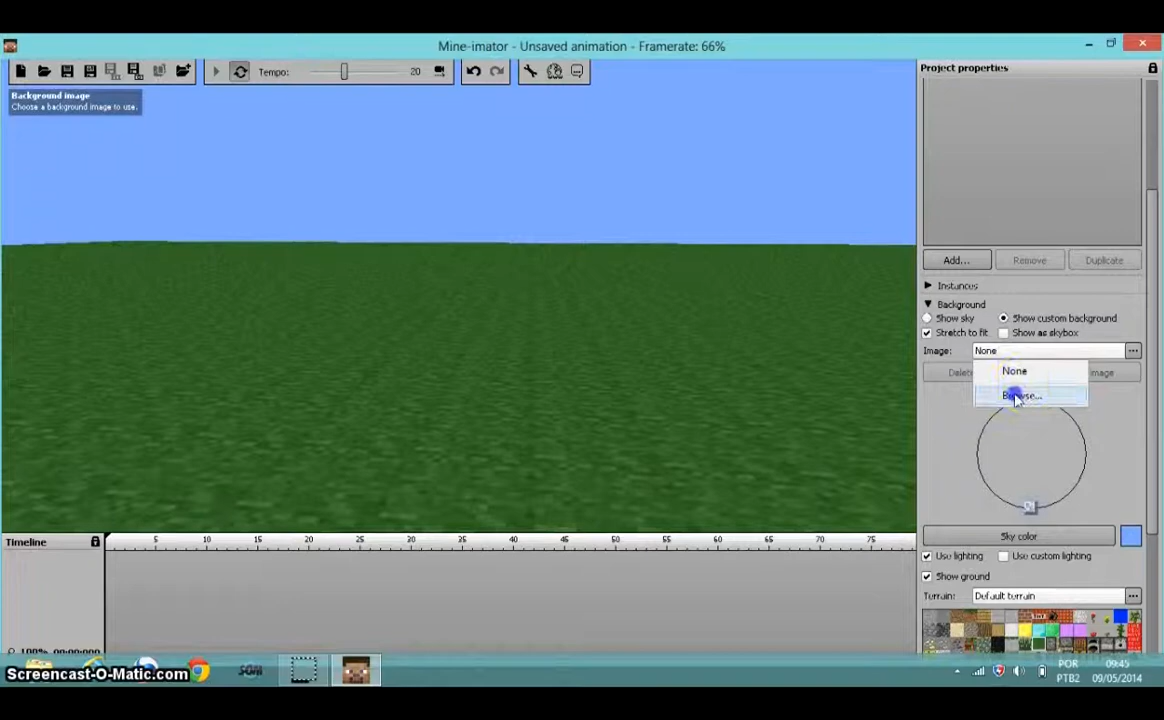 Mine-imator - Unsaved animation - Framerate: 66%
Tempo: 20
Project properties
Background image
Choose a background image to use.
Add... Remove Duplicate
Instances
Background
Show sky Show custom background
Stretch to fit Show as skybox
Image: None
None
Browse...
Sky color
Use lighting Use custom lighting
Show ground
Terrain: Default terrain
Timeline
5 10 15 20 25 30 35 40 45 50 55 60 65 70 75
Screencast-O-Matic.com
SGM
POR 09:45
PTB2 09/05/2014